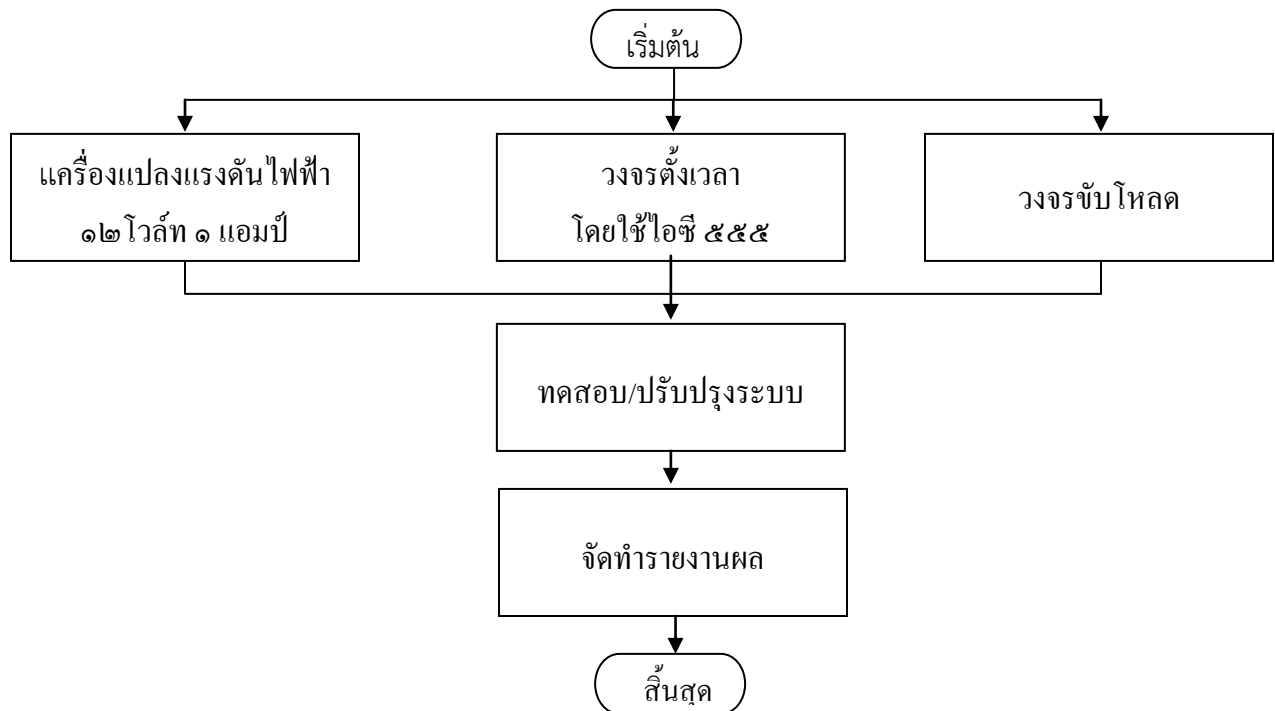 เริ่มต้น
แครื่องแปลงแรงดันไฟฟ้า
๑๒ โวล์ท ๑ แอมป์
วงจรตั้งเวลา
โดยใช้ไอซี ๕๕๕
วงจรขับโหลด
ทดสอบ/ปรับปรุงระบบ
จัดทำรายงานผล
สิ้นสุด